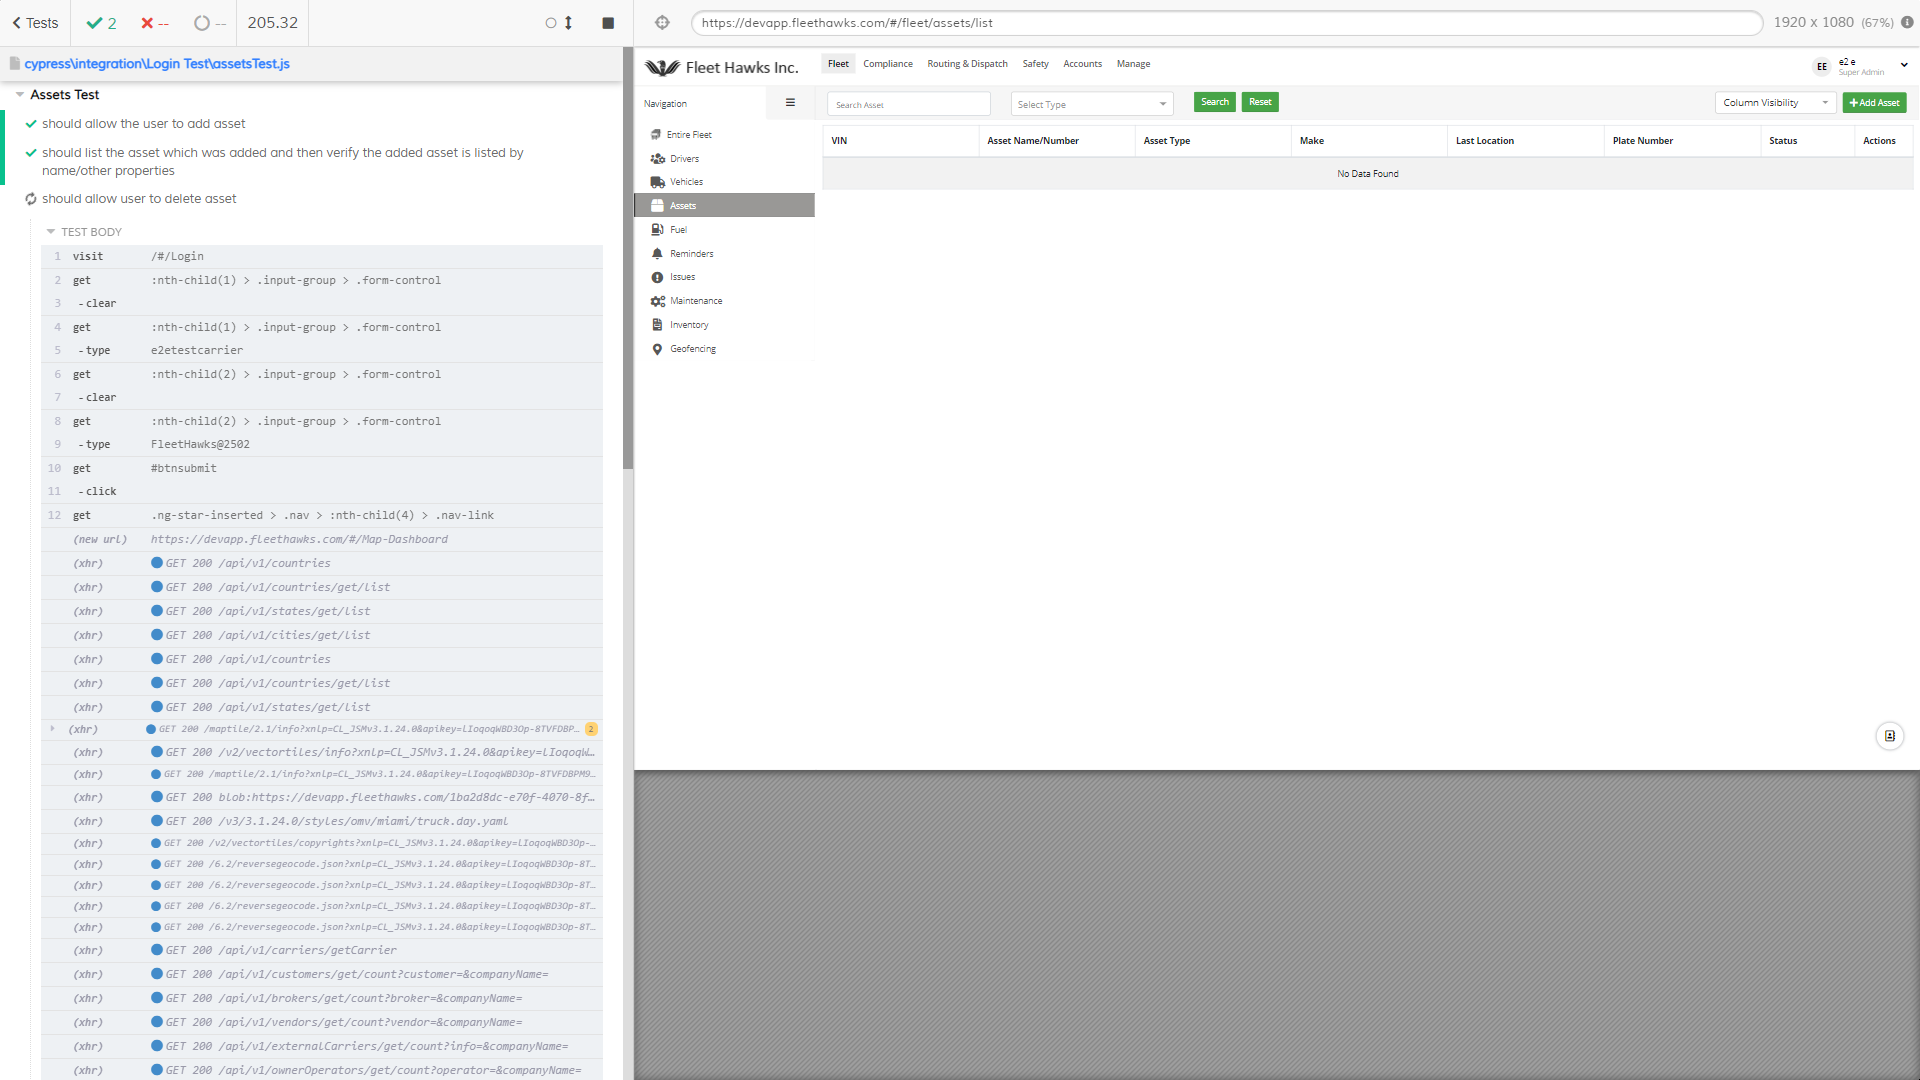 Tests
2
--
--
205.32
cypress\integration\Login Test\assetsTest.js
Assets Test
should allow the user to add asset
should list the asset which was added and then verify the added asset is listed by
name/other properties
should allow user to delete asset
TEST BODY
1 visit /#/Login
2 get :nth-child(1) > .input-group > .form-control
3 -clear
4 get :nth-child(1) > .input-group > .form-control
5 -type e2etestcarrier
6 get :nth-child(2) > .input-group > .form-control
7 -clear
8 get :nth-child(2) > .input-group > .form-control
9 -type FleetHawks@2502
10 get #btnsubmit
11 -click
12 get .ng-star-inserted > .nav > :nth-child(4) > .nav-link
(new url) https://devapp.fleethawks.com/#/Map-Dashboard
(xhr) GET 200 /api/v1/countries
(xhr) GET 200 /api/v1/countries/get/list
(xhr) GET 200 /api/v1/states/get/list
(xhr) GET 200 /api/v1/cities/get/list
(xhr) GET 200 /api/v1/countries
(xhr) GET 200 /api/v1/countries/get/list
(xhr) GET 200 /api/v1/states/get/list
(xhr) GET 200 /maptile/2.1/info?xnlp=CL_JSMv3.1.24.0&apikey=lIoqoqWBD3Op-8TVFDBP... 2
(xhr) GET 200 /v2/vectortiles/info?xnlp=CL_JSMv3.1.24.0&apikey=lIoqoqW...
(xhr) GET 200 /maptile/2.1/info?xnlp=CL_JSMv3.1.24.0&apikey=lIoqoqWBD3Op-8TVFDBPM9...
(xhr) GET 200 blob:https://devapp.fleethawks.com/1ba2d8dc-e70f-4070-8f...
(xhr) GET 200 /v3/3.1.24.0/styles/omv/miami/truck.day.yaml
(xhr) GET 200 /v2/vectortiles/copyrights?xnlp=CL_JSMv3.1.24.0&apikey=lIoqoqWBD3Op-...
(xhr) GET 200 /6.2/reversegeocode.json?xnlp=CL_JSMv3.1.24.0&apikey=lIoqoqWBD3Op-8T...
(xhr) GET 200 /6.2/reversegeocode.json?xnlp=CL_JSMv3.1.24.0&apikey=lIoqoqWBD3Op-8T...
(xhr) GET 200 /6.2/reversegeocode.json?xnlp=CL_JSMv3.1.24.0&apikey=lIoqoqWBD3Op-8T...
(xhr) GET 200 /6.2/reversegeocode.json?xnlp=CL_JSMv3.1.24.0&apikey=lIoqoqWBD3Op-8T...
(xhr) GET 200 /api/v1/carriers/getCarrier
(xhr) GET 200 /api/v1/customers/get/count?customer=&companyName=
(xhr) GET 200 /api/v1/brokers/get/count?broker=&companyName=
(xhr) GET 200 /api/v1/vendors/get/count?vendor=&companyName=
(xhr) GET 200 /api/v1/externalCarriers/get/count?info=&companyName=
(xhr) GET 200 /api/v1/ownerOperators/get/count?operator=&companyName=
https://devapp.fleethawks.com/#/fleet/assets/list
1920 x 1080 (67%)
Fleet Hawks Inc.
Fleet Compliance Routing & Dispatch Safety Accounts Manage
EE
e2 e
Super Admin
Navigation
Search Asset
Select Type
Search
Reset
Column Visibility
Add Asset
Entire Fleet
Drivers
Vehicles
Assets
Fuel
Reminders
Issues
Maintenance
Inventory
Geofencing
VIN Asset Name/Number Asset Type Make Last Location Plate Number Status Actions
No Data Found